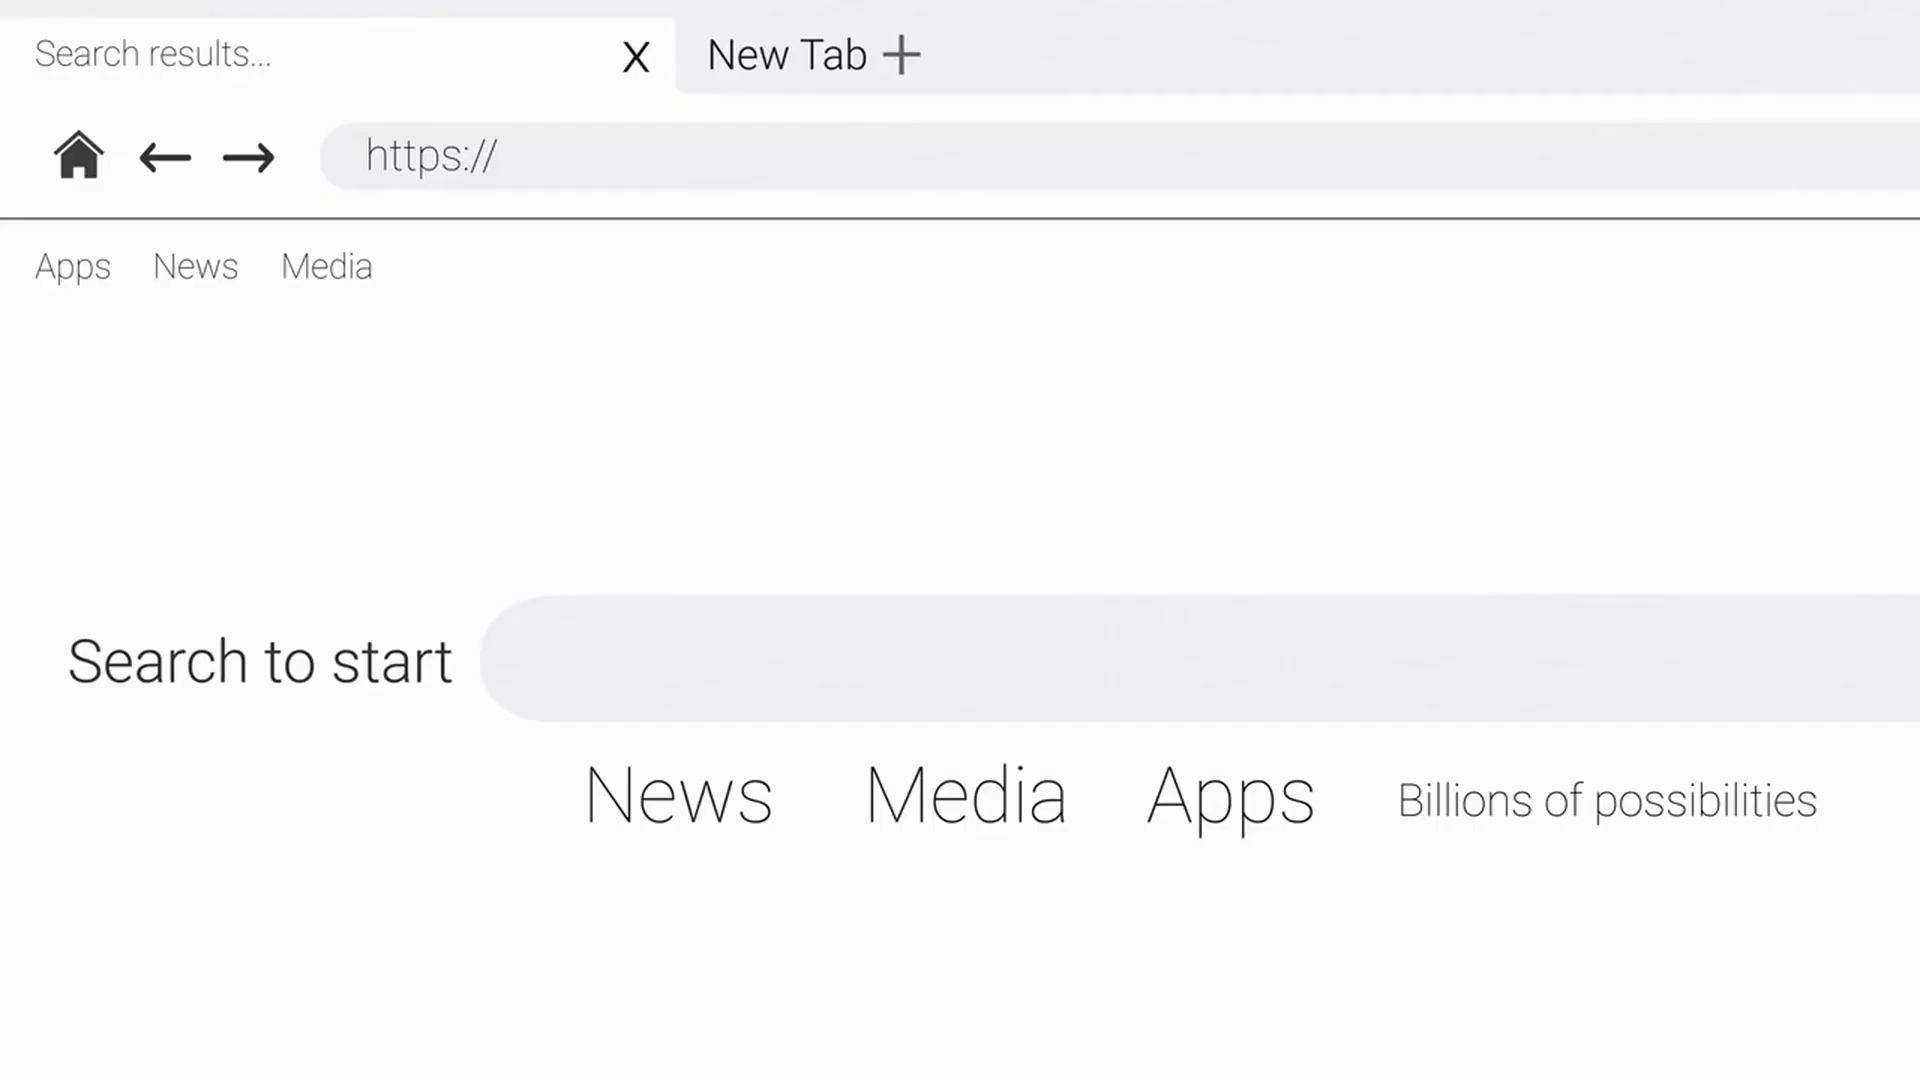 Search results... X New Tab +
https://
Apps News Media
Search to start
News Media Apps Billions of possibilities